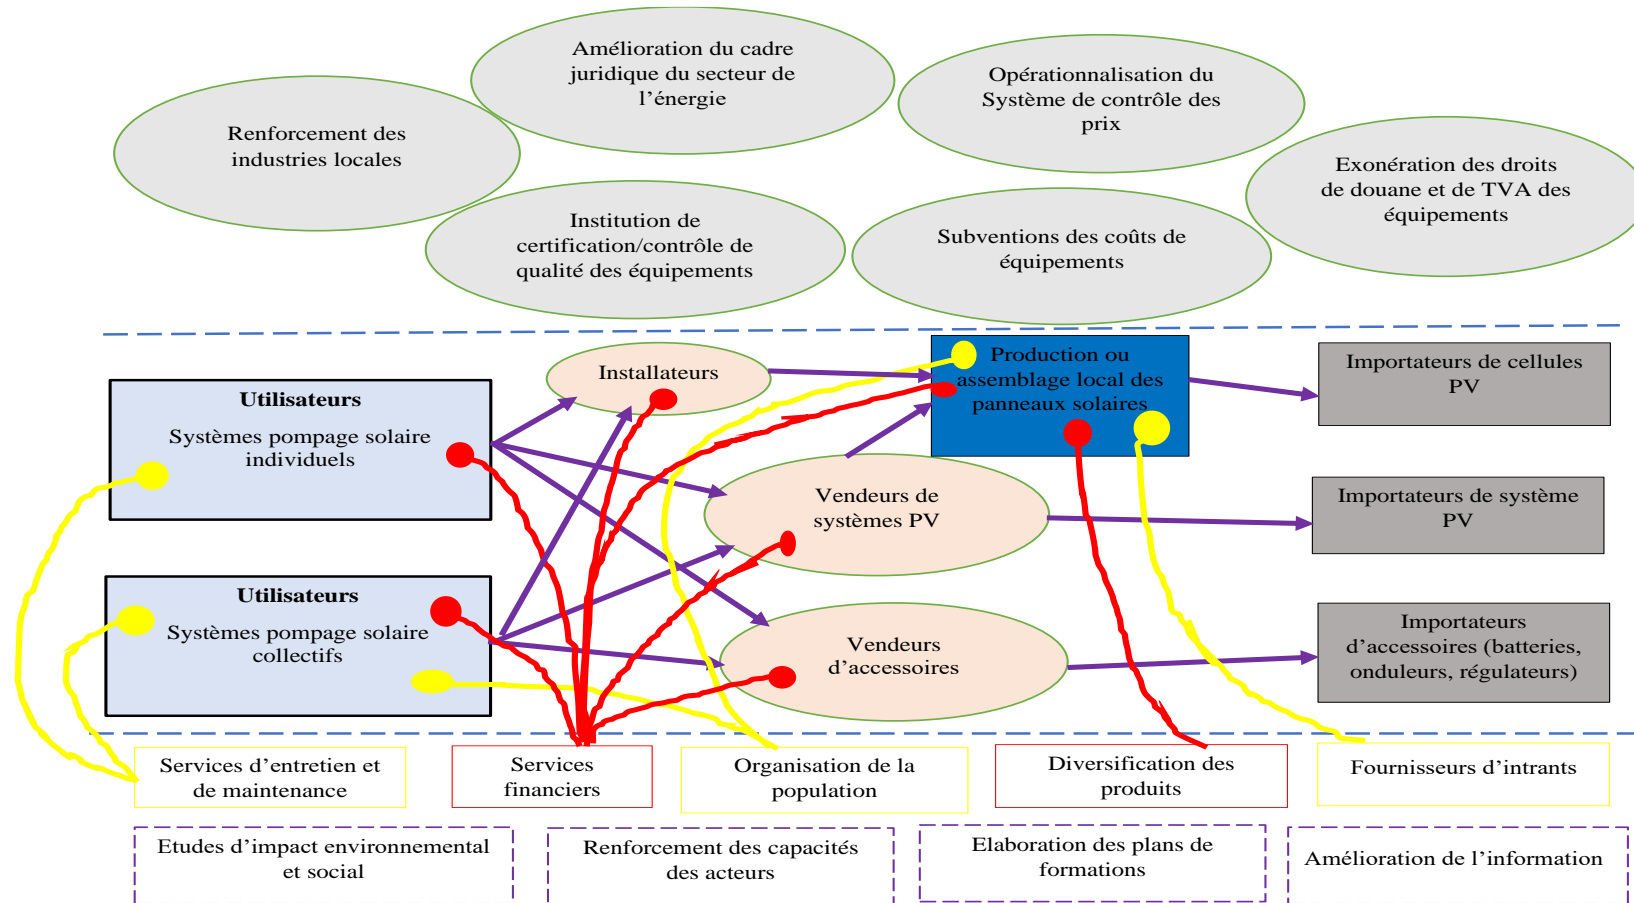 Amélioration du cadre
juridique du secteur de
l’énergie
Opérationnalisation du
Système de contrôle des
prix
Renforcement des
industries locales
Exonération des droits
de douane et de TVA des
équipements
Institution de
certification/contrôle de
qualité des équipements
Subventions des coûts de
équipements
Installateurs
Production ou
assemblage local des
panneaux solaires
Importateurs de cellules
PV
Utilisateurs
Systèmes pompage solaire
individuels
Vendeurs de
systèmes PV
Importateurs de système
PV
Utilisateurs
Systèmes pompage solaire
collectifs
Vendeurs
d’accessoires
Importateurs
d’accessoires (batteries,
onduleurs, régulateurs)
Services d’entretien et
de maintenance
Services
financiers
Organisation de la
population
Diversification des
produits
Fournisseurs d’intrants
Etudes d’impact environnemental
et social
Renforcement des capacités
des acteurs
Elaboration des plans de
formations
Amélioration de l’information